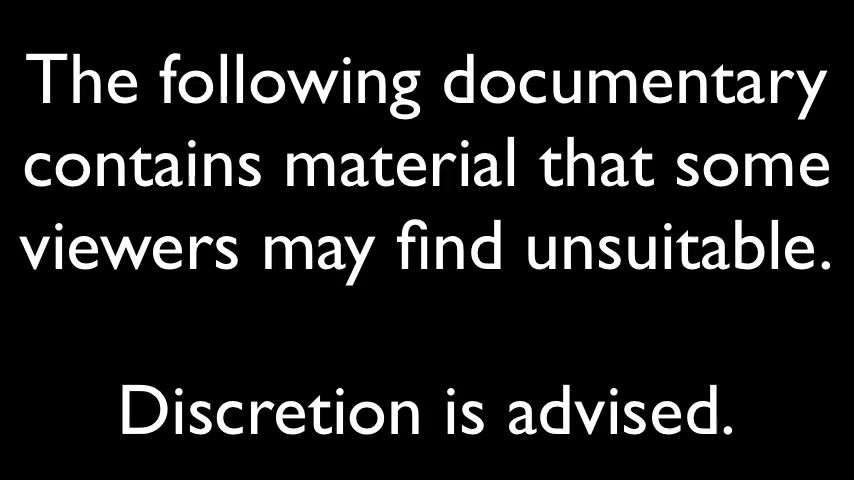 The following documentary
contains material that some
viewers may find unsuitable.
Discretion is advised.